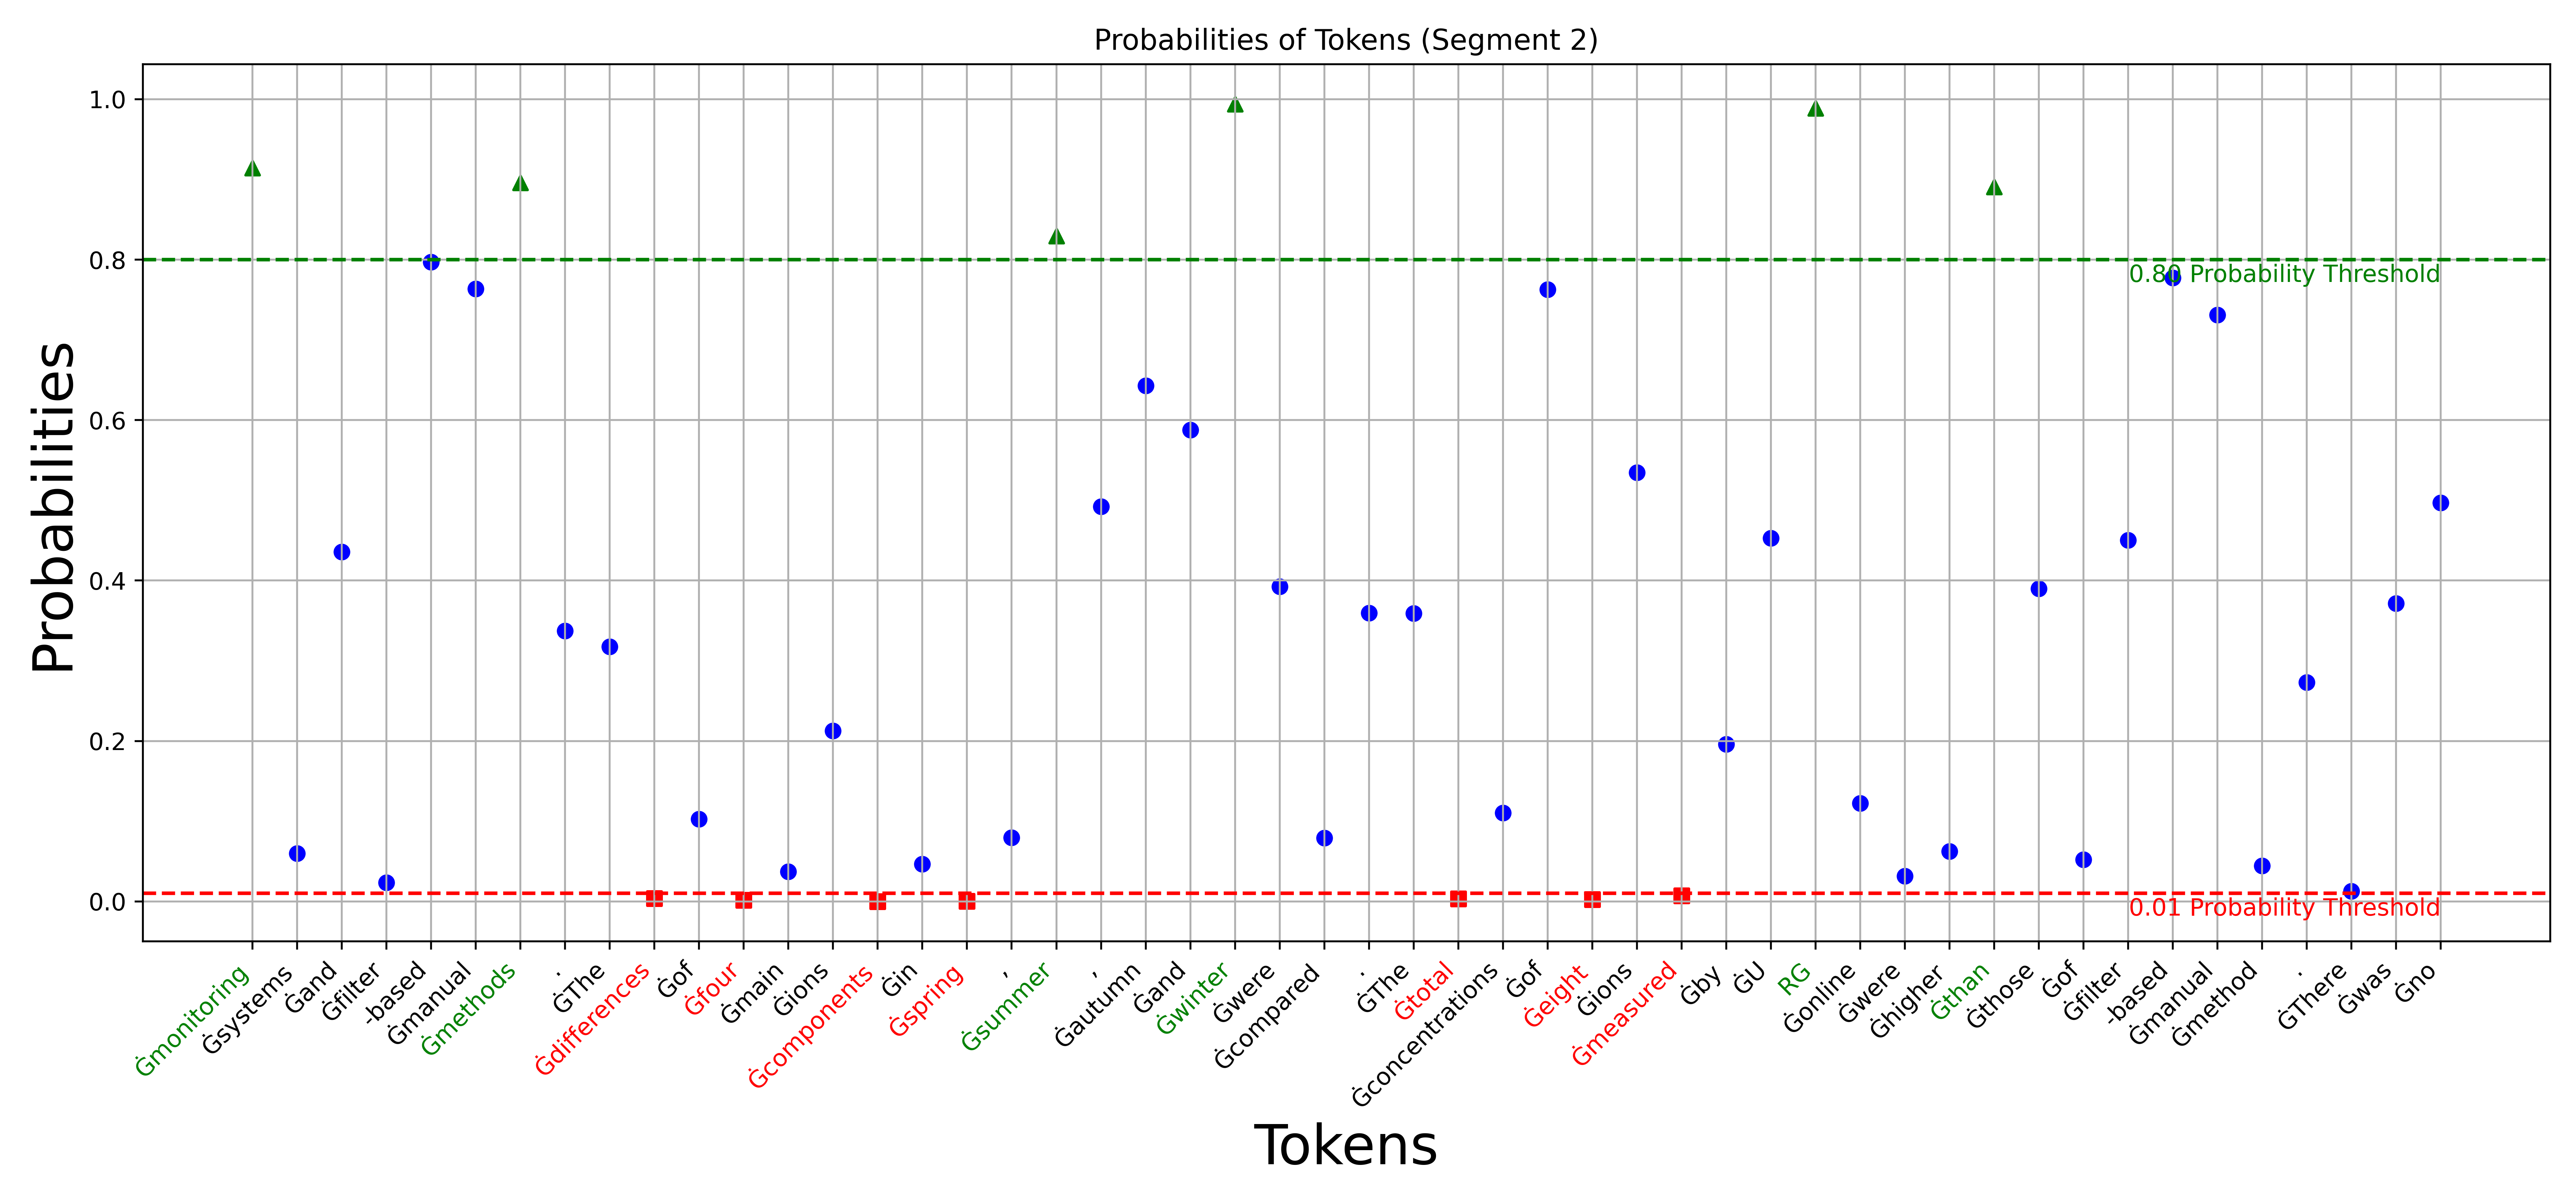 Probabilities of Tokens (Segment 2)
Probabilities
1.0
0.8
0.6
0.4
0.2
0.0
0.80 Probability Threshold
0.01 Probability Threshold
Ġmonitoring
Ġsystems
Ġand
Ġfilter
-based
Ġmanual
Ġmethods
.
ĠThe
Ġdifferences
Ġof
Ġfour
Ġmain
Ġions
Ġcomponents
Ġin
Ġspring
,
Ġsummer
,
Ġautumn
Ġand
Ġwinter
Ġwere
Ġcompared
.
ĠThe
Ġtotal
Ġconcentrations
Ġof
Ġeight
Ġions
Ġmeasured
Ġby
ĠU
RG
Ġonline
Ġwere
Ġhigher
Ġthan
Ġthose
Ġof
Ġfilter
-based
Ġmanual
Ġmethod
.
ĠThere
Ġwas
Ġno
Tokens